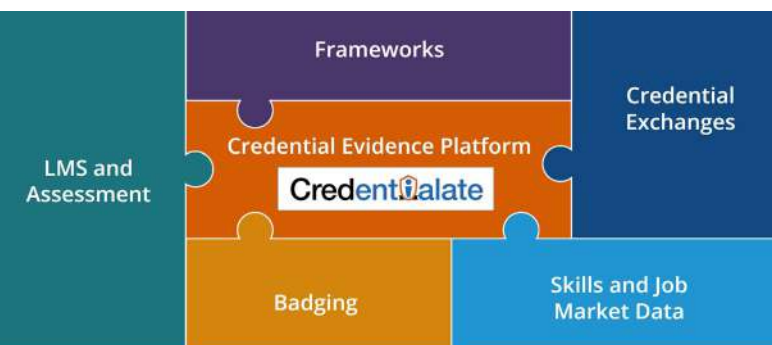 Frameworks
Credential
Exchanges
Credential Evidence Platform
LMS and
Assessment
Credentialate
Badging
Skills and Job
Market Data